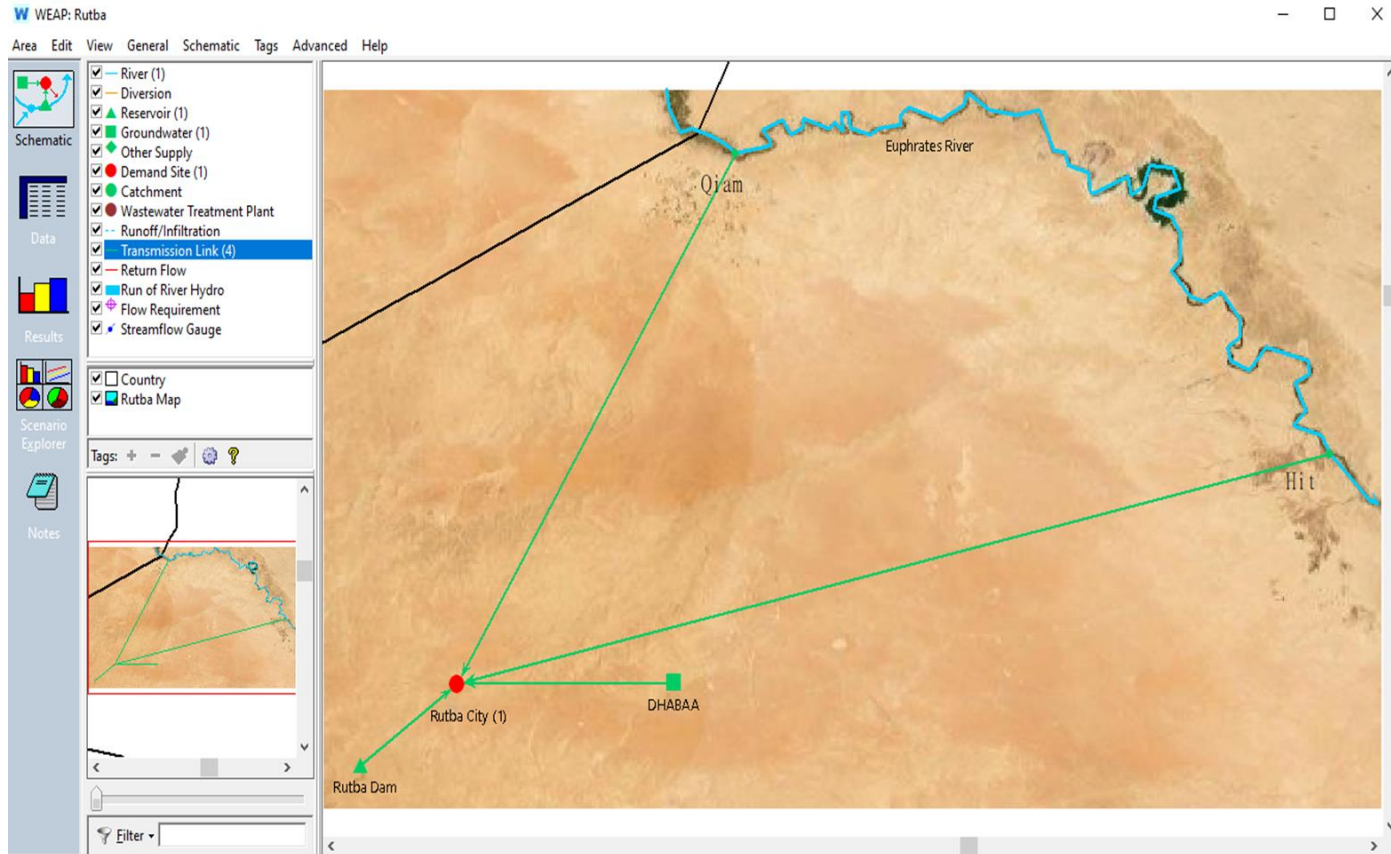 W WEAP: Rutba
Area Edit View General Schematic Tags Advanced Help
Schematic
Data
Results
Scenario
Explorer
Notes
River (1)
Diversion
Reservoir (1)
Groundwater (1)
Other Supply
Demand Site (1)
Catchment
Wastewater Treatment Plant
Runoff/Infiltration
Transmission Link (4)
Return Flow
Run of River Hydro
Flow Requirement
Streamflow Gauge
Country
Rutba Map
Tags:
Filter
Euphrates River
Qiam
Hit
DHABAA
Rutba City (1)
Rutba Dam